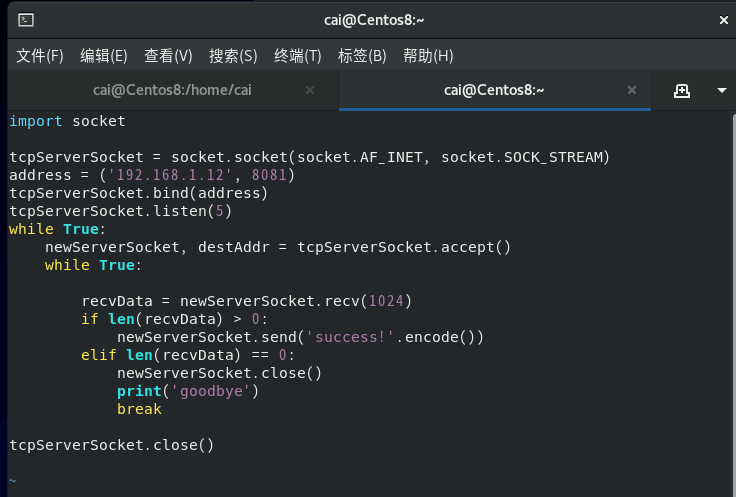 cai@Centos8:~
文件(F) 编辑(E) 查看(V) 搜索(S) 终端(T) 标签(B) 帮助(H)
cai@Centos8:/home/cai cai@Centos8:~
import socket

tcpServerSocket = socket.socket(socket.AF_INET, socket.SOCK_STREAM)
address = ('192.168.1.12', 8081)
tcpServerSocket.bind(address)
tcpServerSocket.listen(5)
while True:
    newServerSocket, destAddr = tcpServerSocket.accept()
    while True:

        recvData = newServerSocket.recv(1024)
        if len(recvData) > 0:
            newServerSocket.send('success!'.encode())
        elif len(recvData) == 0:
            newServerSocket.close()
            print('goodbye')
            break

tcpServerSocket.close()

~